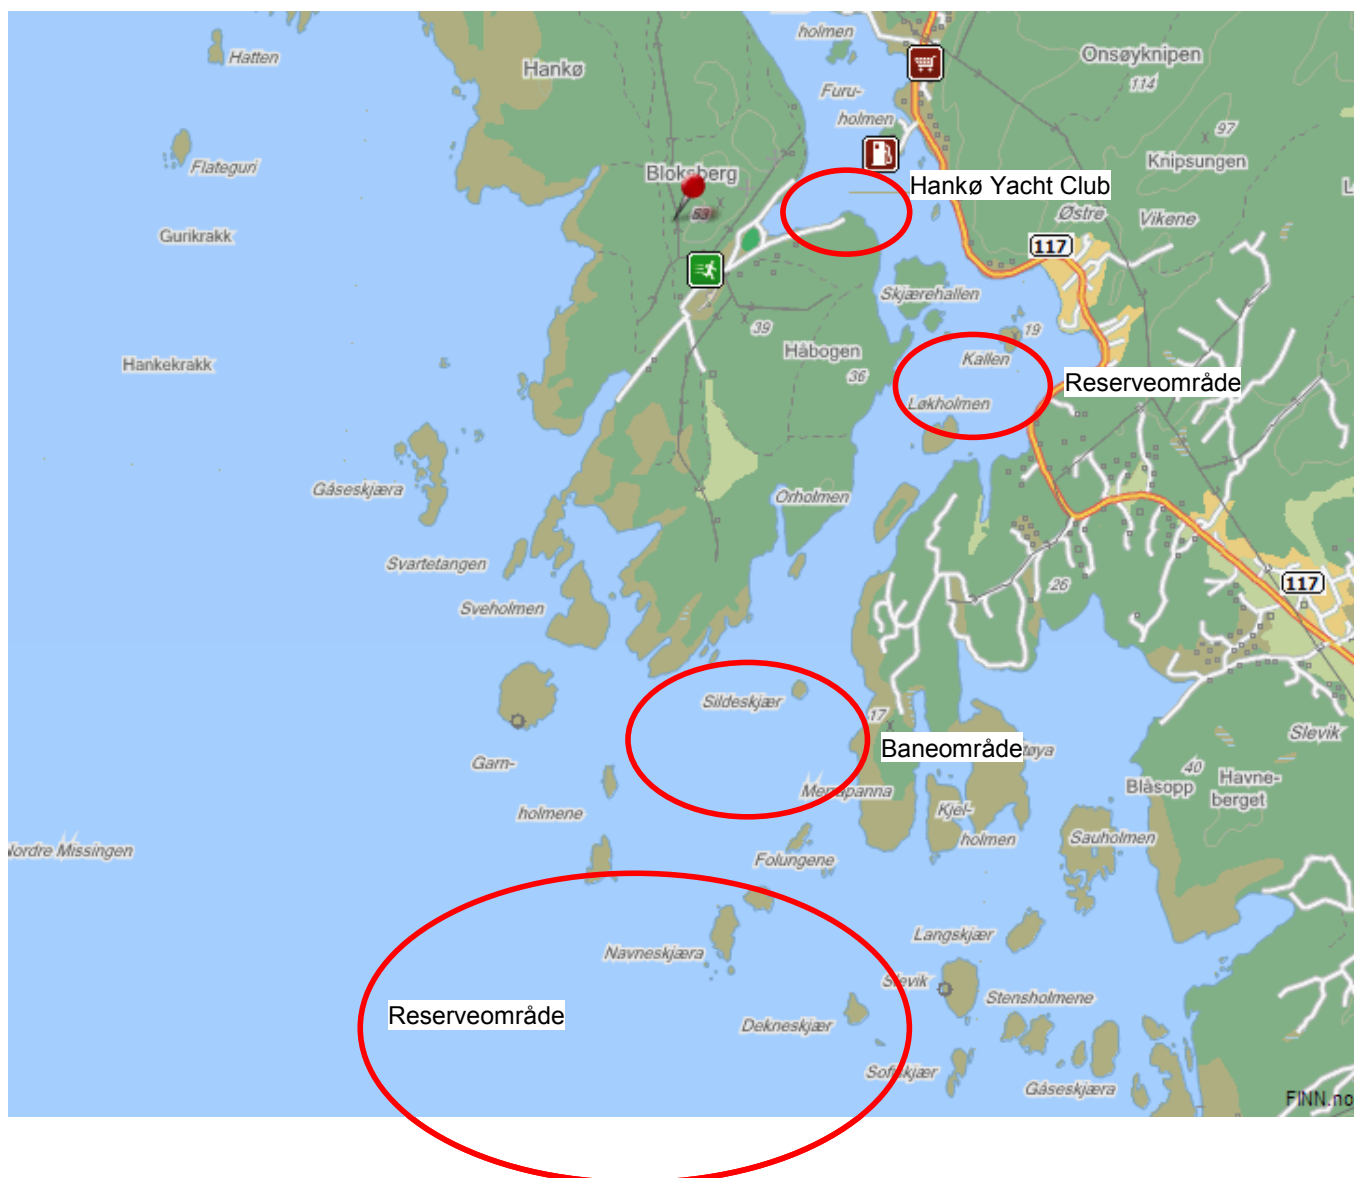 holmen
Onsøyknipen
114
Hatten
Hankø
Furu-
holmen
97
Knipsungen
Flateguri
Bloksberg
53
Hankø Yacht Club
Østre
Vikene
Gurikrakk
117
Skjærehallen
39
19
Håbogen
36
Kallen
Hankekrakk
Reserveområde
Løkholmen
Gåseskjæra
Orholmen
Svartetangen
26
117
Sveholmen
Sildeskjær
17
Slevik
Baneområde
tøya
Garn-
holmene
40
Blåsopp
Havne-
berget
Kjel-
holmen
Sauholmen
Nordre Missingen
Folungene
Langskjær
Navneskjæra
Slevik
Stensholmene
Reserveområde
Dekneskjær
Gåseskjæra
FINN.no